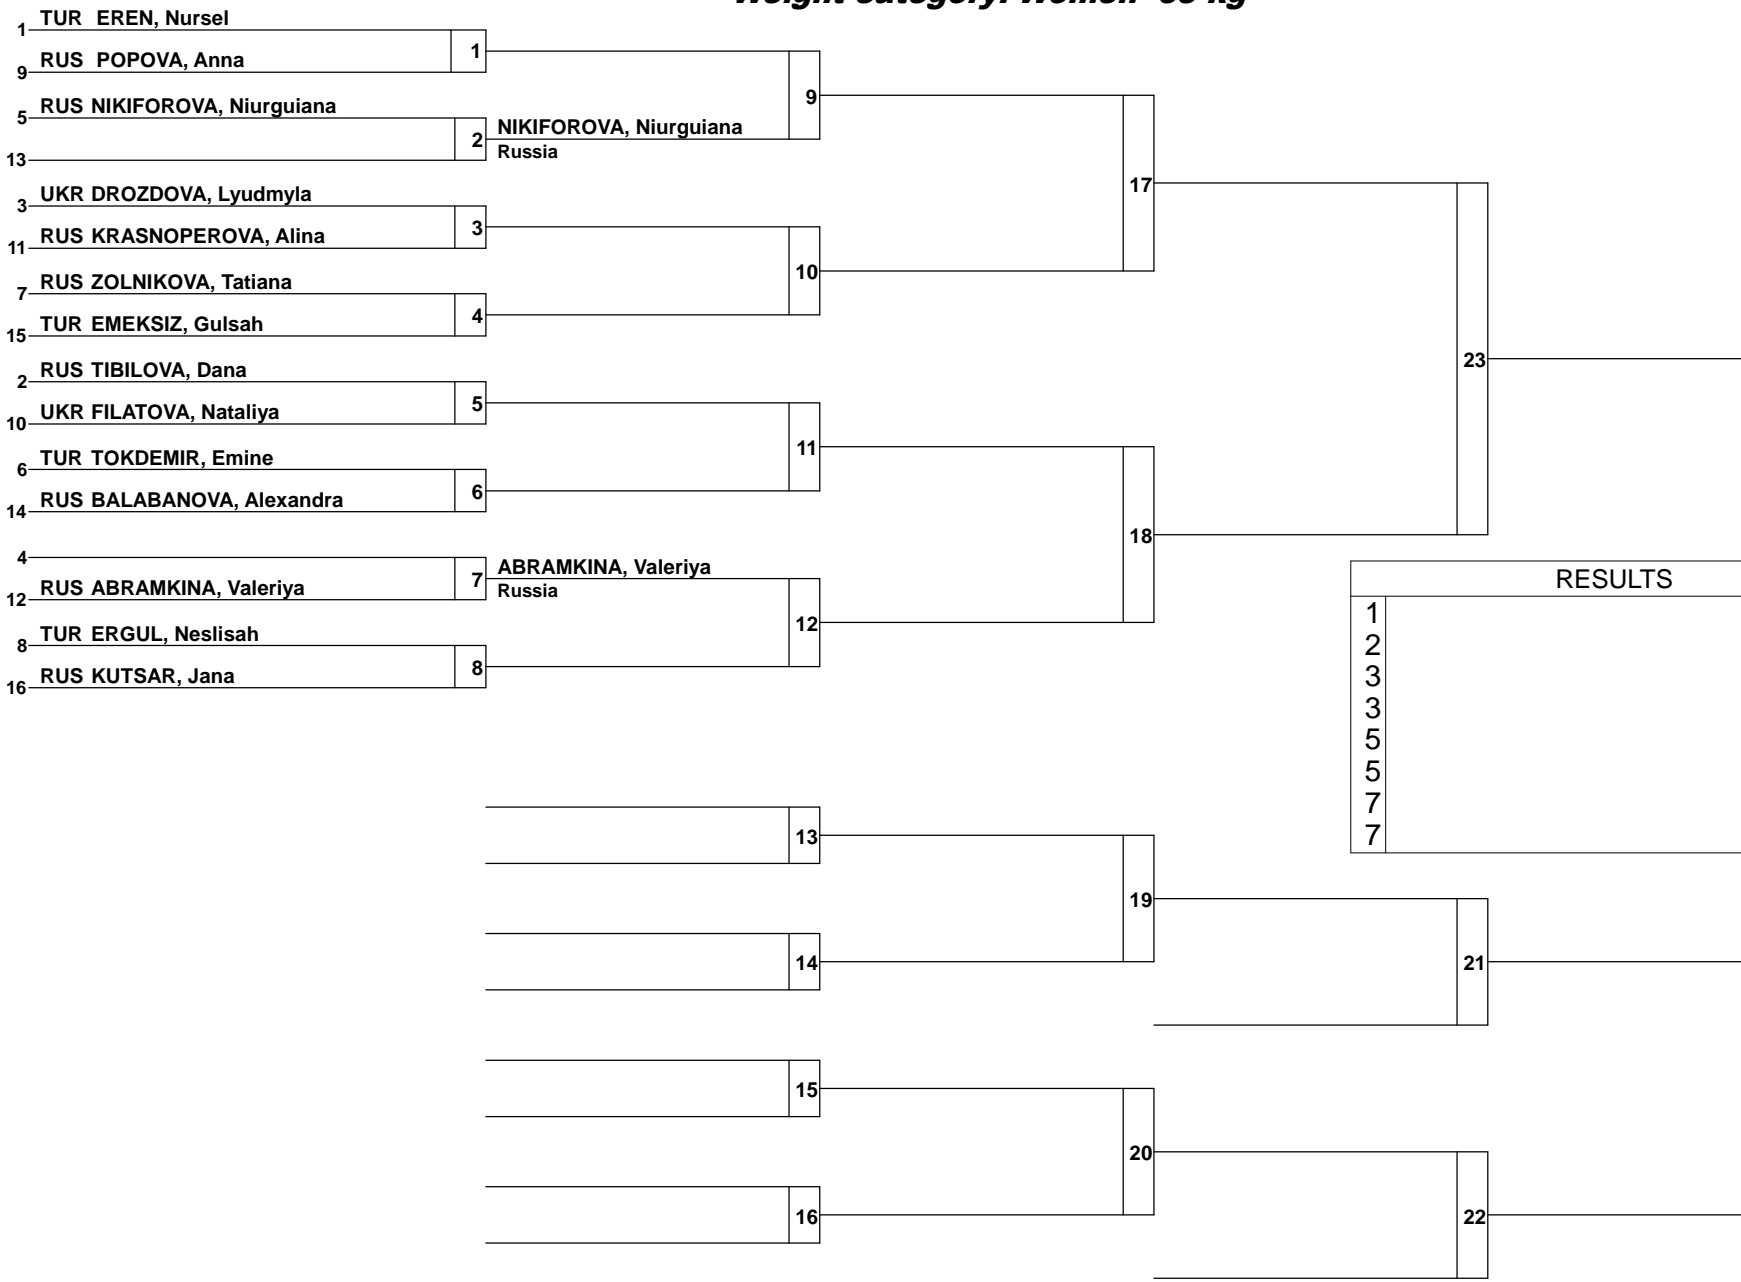 1 TUR EREN, Nursel
9 RUS POPOVA, Anna
1
5 RUS NIKIFOROVA, Niurguiana
13
2
NIKIFOROVA, Niurguiana
Russia
9
3 UKR DROZDOVA, Lyudmyla
11 RUS KRASNOPEROVA, Alina
3
7 RUS ZOLNIKOVA, Tatiana
15 TUR EMEKSIZ, Gulsah
4
10
17
2 RUS TIBILOVA, Dana
10 UKR FILATOVA, Nataliya
5
6 TUR TOKDEMIR, Emine
14 RUS BALABANOVA, Alexandra
6
11
4
12 RUS ABRAMKINA, Valeriya
7
ABRAMKINA, Valeriya
Russia
8 TUR ERGUL, Neslisah
16 RUS KUTSAR, Jana
8
12
18
23
RESULTS
1
2
3
3
5
5
7
7
13
14
19
21
15
16
20
22